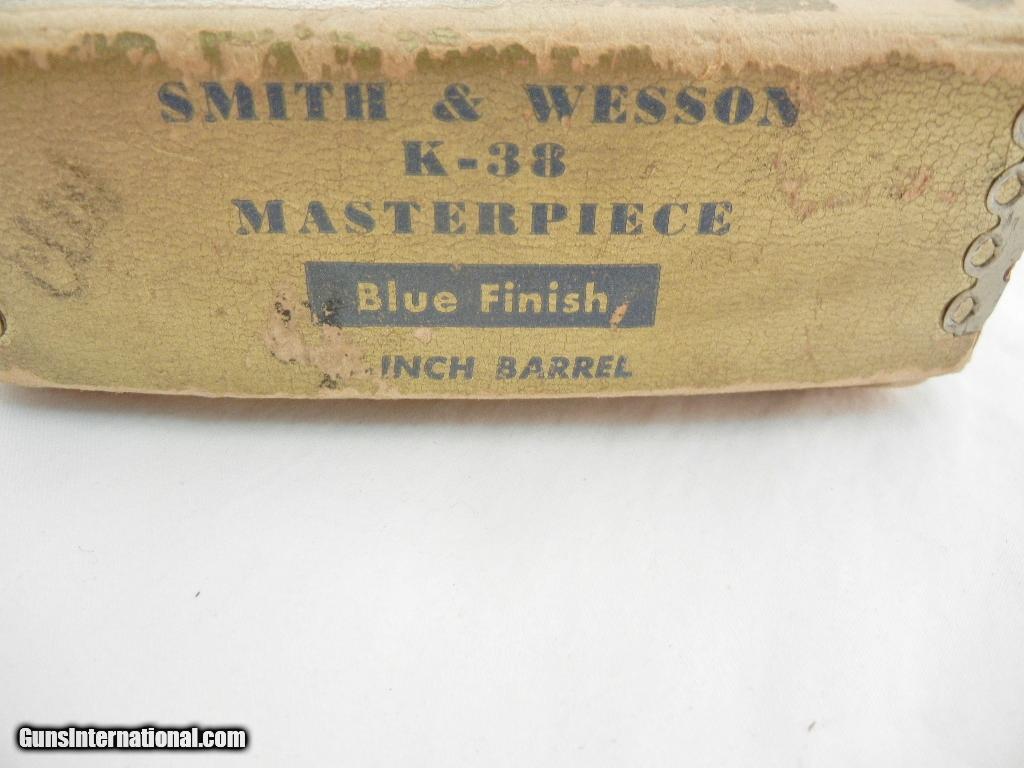 SMITH & WESSON
K-38
MASTERPIECE
Blue Finish
INCH BARREL
GunsInternational.com